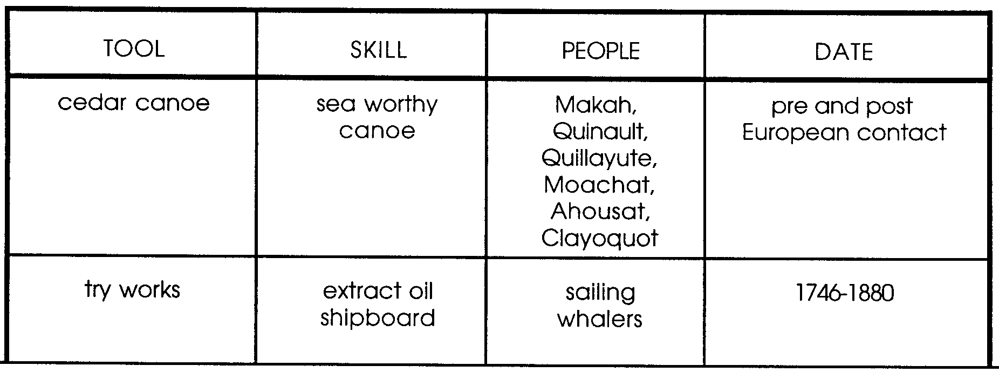 TOOL SKILL PEOPLE DATE
cedar canoe
sea worthy
canoe
Makah,
Quinault,
Quillayute,
Moachat,
Ahousat,
Clayoquot
pre and post
European contact
try works
extract oil
shipboard
sailing
whalers
1746-1880